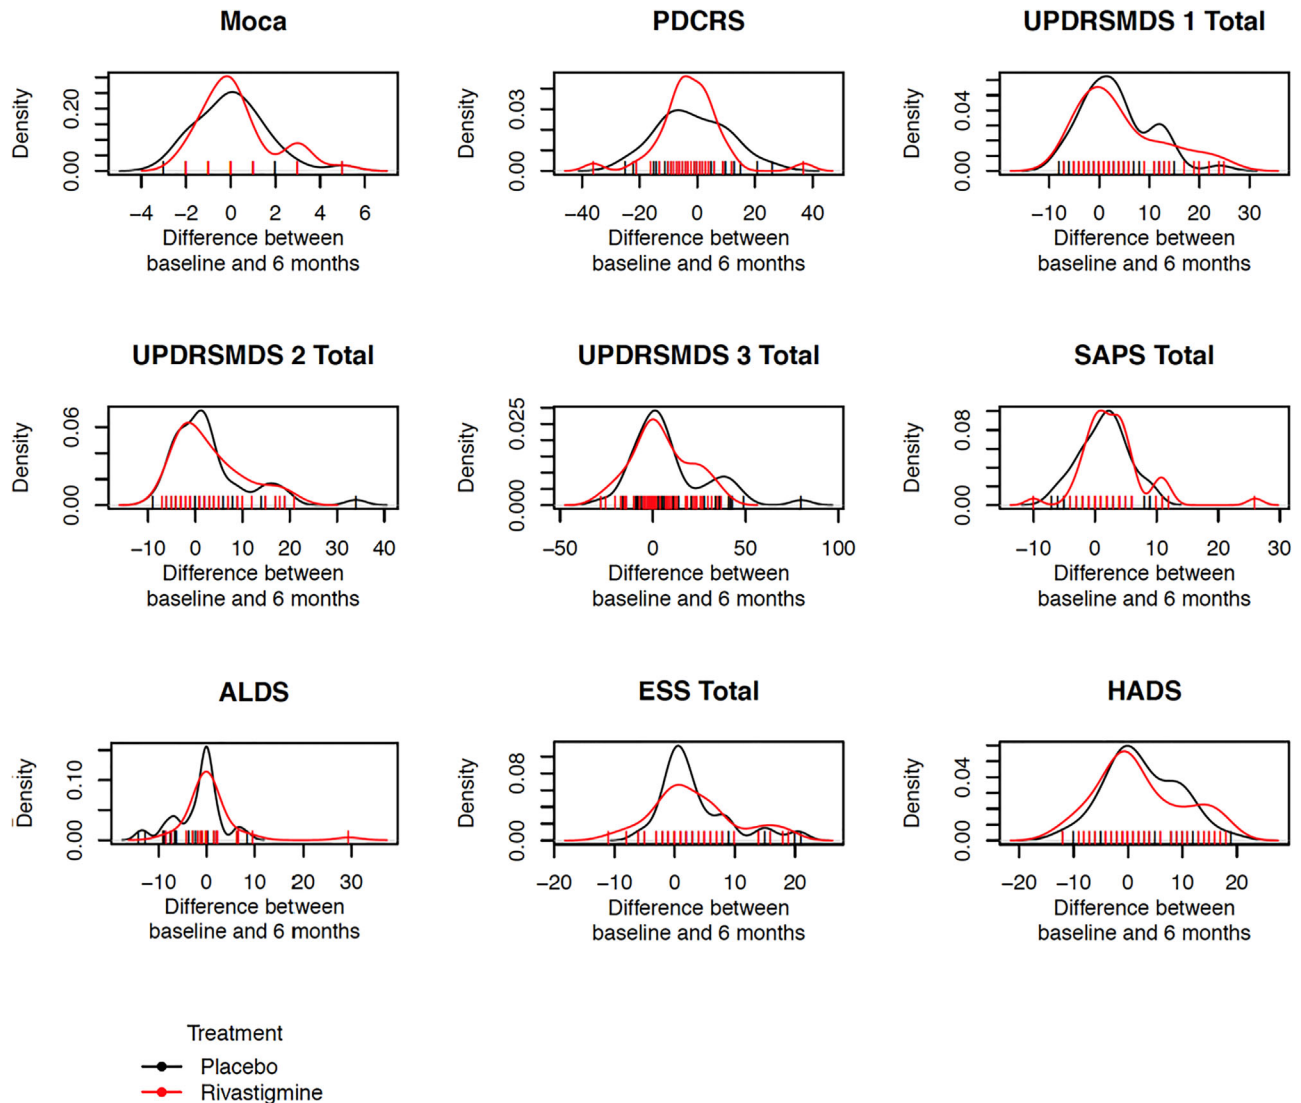 Moca
Density
0.00 0.20
−4 −2 0 2 4 6
Difference between
baseline and 6 months
PDCRS
Density
0.00 0.03
−40 −20 0 20 40
Difference between
baseline and 6 months
UPDRSMDS 1 Total
Density
0.00 0.04
−10 0 10 20 30
Difference between
baseline and 6 months
UPDRSMDS 2 Total
Density
0.00 0.06
−10 0 10 20 30 40
Difference between
baseline and 6 months
UPDRSMDS 3 Total
Density
0.000 0.025
−50 0 50 100
Difference between
baseline and 6 months
SAPS Total
Density
0.00 0.08
−10 0 10 20 30
Difference between
baseline and 6 months
ALDS
Density
0.00 0.10
−10 0 10 20 30
Difference between
baseline and 6 months
ESS Total
Density
0.00 0.08
−20 −10 0 10 20
Difference between
baseline and 6 months
HADS
Density
0.00 0.04
−20 −10 0 10 20
Difference between
baseline and 6 months
Treatment
Placebo
Rivastigmine